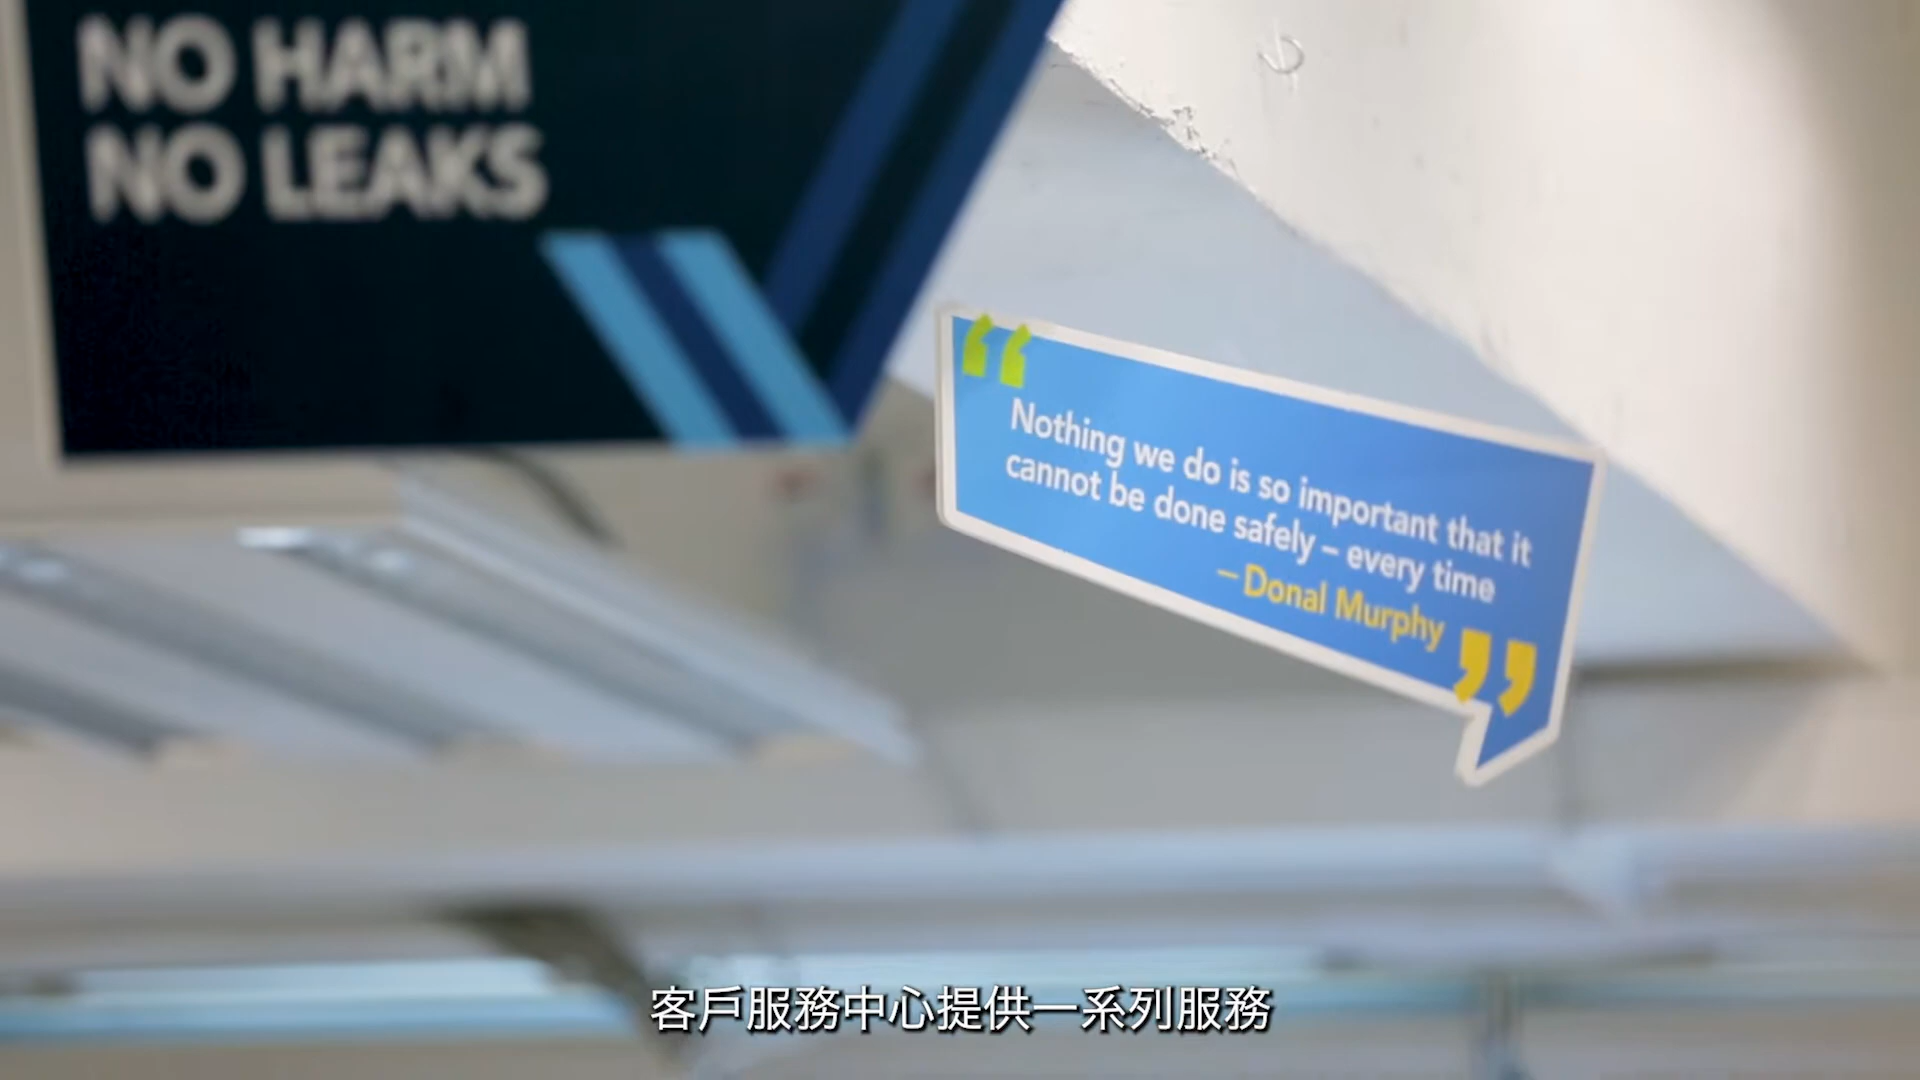 NO HARM
NO LEAKS
“
Nothing we do is so important that it
cannot be done safely – every time
– Donal Murphy
”
客戶服務中心提供一系列服務